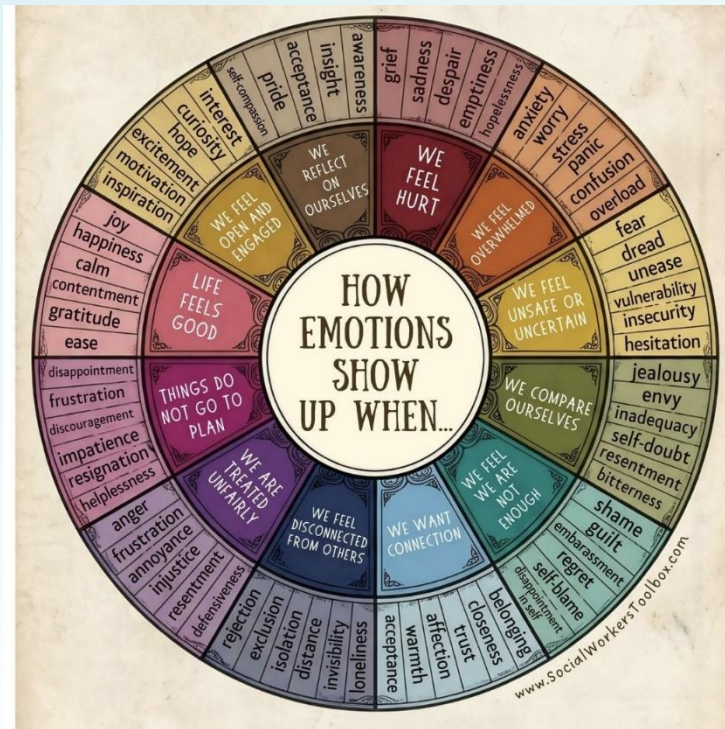 HOW
EMOTIONS
SHOW
UP WHEN...
WE
FEEL
HURT
grief
sadness
despair
emptiness
hopelessness
WE FEEL
OVERWHELMED
anxiety
worry
stress
panic
confusion
overload
WE FEEL
UNSAFE OR
UNCERTAIN
fear
dread
unease
vulnerability
insecurity
hesitation
WE COMPARE
OURSELVES
jealousy
envy
inadequacy
self-doubt
resentment
bitterness
WE FEEL
WE ARE
NOT
ENOUGH
shame
guilt
embarassment
regret
self-blame
disappointment
in self
WE WANT
CONNECTION
belonging
closeness
trust
affection
warmth
acceptance
WE FEEL
DISCONNECTED
FROM OTHERS
loneliness
invisibility
distance
isolation
exclusion
rejection
WE ARE
TREATED
UNFAIRLY
anger
frustration
annoyance
injustice
resentment
defensiveness
THINGS DO
NOT GO TO
PLAN
disappointment
frustration
discouragement
impatience
resignation
helplessness
LIFE
FEELS
GOOD
joy
happiness
calm
contentment
gratitude
ease
WE FEEL
OPEN AND
ENGAGED
interest
curiosity
hope
excitement
motivation
inspiration
WE
REFLECT
ON
OURSELVES
self-compassion
pride
acceptance
insight
awareness
www.SocialWorkersToolbox.com